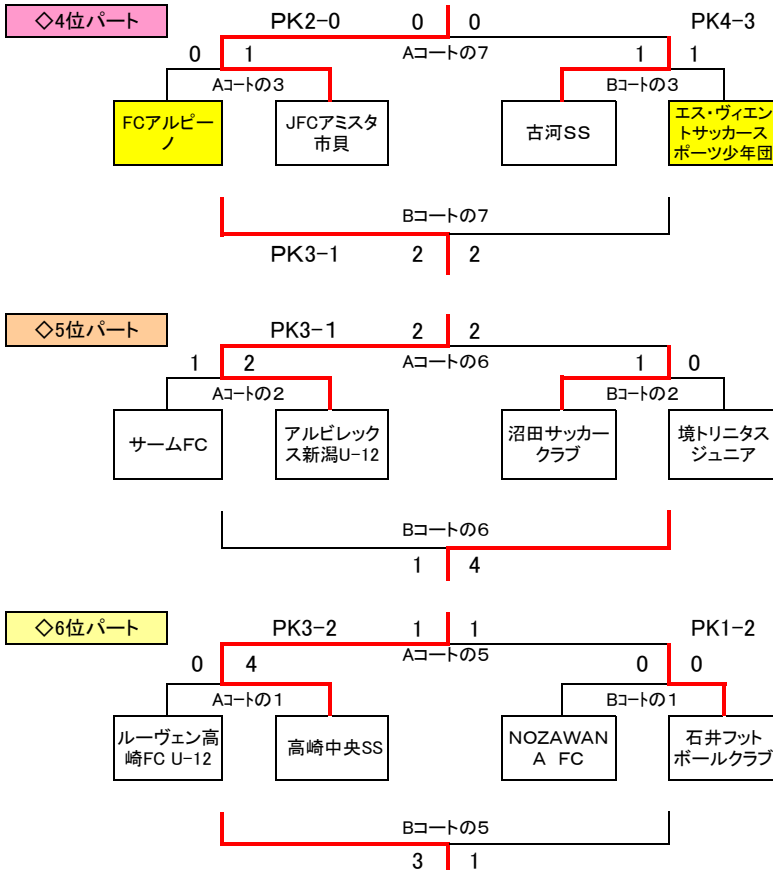 ◇4位パート
PK2-0 0 0 PK4-3
Aコートの7
0 1 1 1
Aコートの3 Bコートの3
FCアルピー
ノ
JFCアミスタ
市貝
古河SS
エス・ヴィエン
トサッカース
ポーツ少年団
Bコートの7
PK3-1 2 2
◇5位パート
PK3-1 2 2
Aコートの6
1 2 1 0
Aコートの2 Bコートの2
サームFC
アルビレック
ス新潟U-12
沼田サッカー
クラブ
境トリニタス
ジュニア
Bコートの6
1 4
◇6位パート
PK3-2 1 1 PK1-2
Aコートの5
0 4 0 0
Aコートの1 Bコートの1
ルーヴェン高
崎FC U-12
高崎中央SS
NOZAWAN
A FC
石井フット
ボールクラブ
Bコートの5
3 1